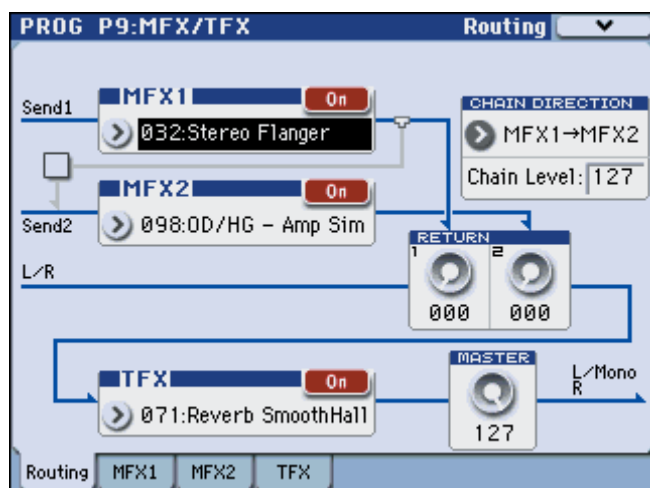 PROG P9:MFX/TFX Routing
Send1
MFX1 On
032:Stereo Flanger
CHAIN DIRECTION
MFX1→MFX2
Chain Level: 127
MFX2 On
Send2
098:OD/HG - Amp Sim
RETURN
1 2
000 000
L/R
TFX On
071:Reverb SmoothHall
MASTER
127
L/Mono
R
Routing MFX1 MFX2 TFX